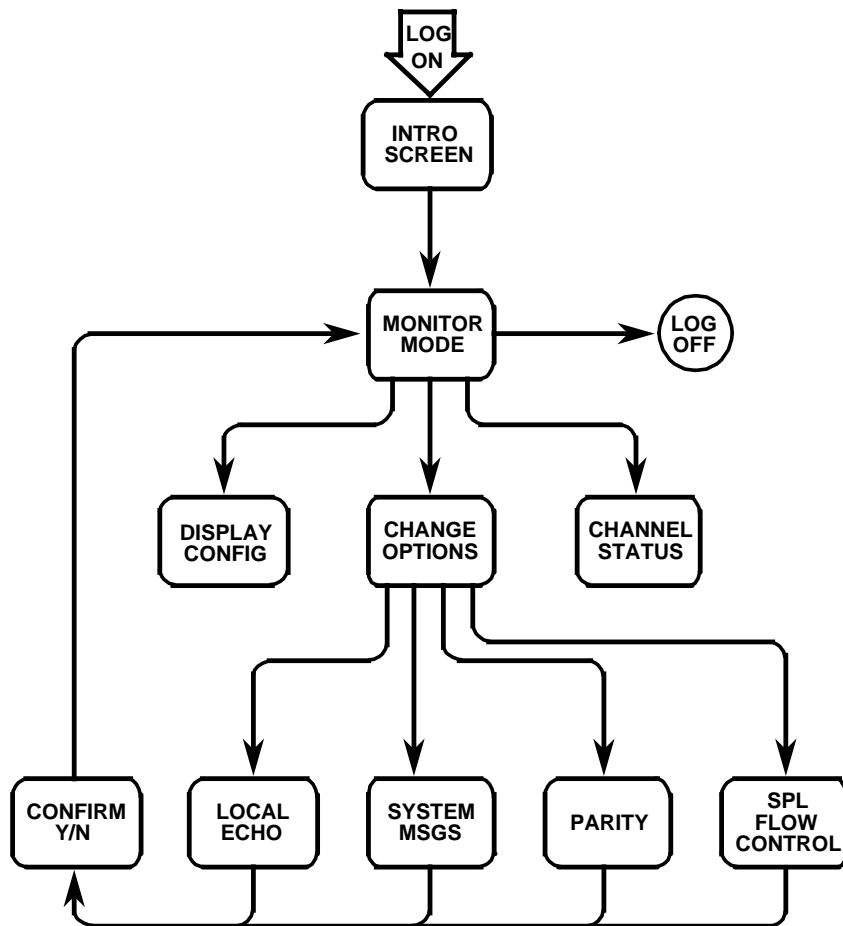 LOG
ON
INTRO
SCREEN
MONITOR
MODE
LOG
OFF
DISPLAY
CONFIG
CHANGE
OPTIONS
CHANNEL
STATUS
CONFIRM
Y/N
LOCAL
ECHO
SYSTEM
MSGS
PARITY
SPL
FLOW
CONTROL